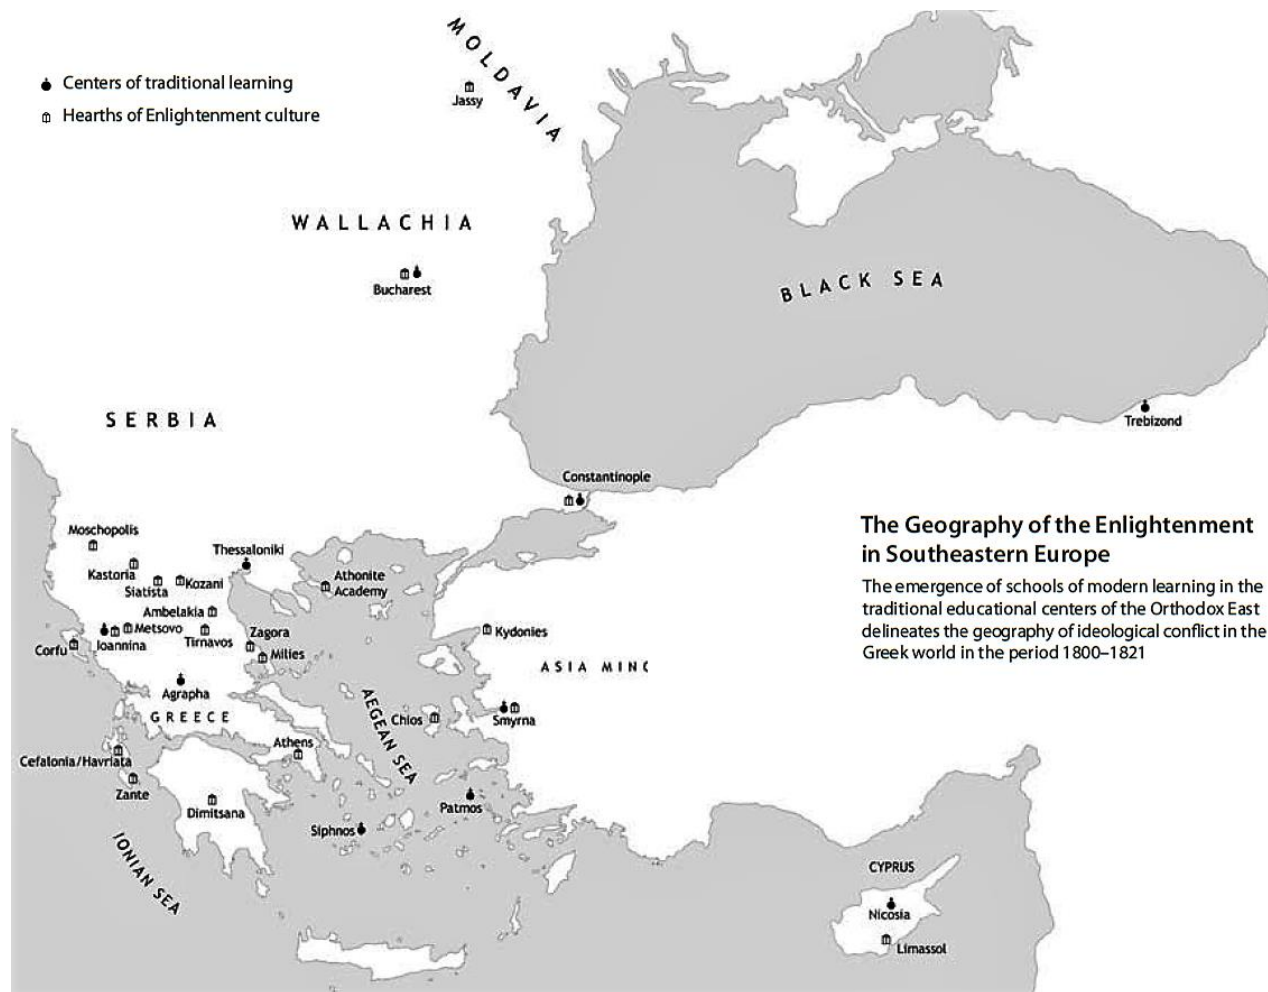 MOLDAVIA
Centers of traditional learning
Hearths of Enlightenment culture
Jassy
WALLACHIA
Bucharest
BLACK SEA
SERBIA
Trebizond
Constantinople
The Geography of the Enlightenment
in Southeastern Europe
The emergence of schools of modern learning in the
traditional educational centers of the Orthodox East
delineates the geography of ideological conflict in the
Greek world in the period 1800–1821
Moschopolis
Thessaloniki
Kastoria
Siatista
Kozani
Athonite
Academy
Ambelakia
Metsovo
Tirnavos
Zagora
Kydonies
Corfu
Joannina
Milies
ASIA MINO
Agrapha
GREECE
AEGEAN SEA
Chios
Smyrna
Athens
Cefalonia/Havriata
Zante
Dimitsana
Patmos
Siphnos
IONIAN SEA
CYPRUS
Nicosia
Limassol